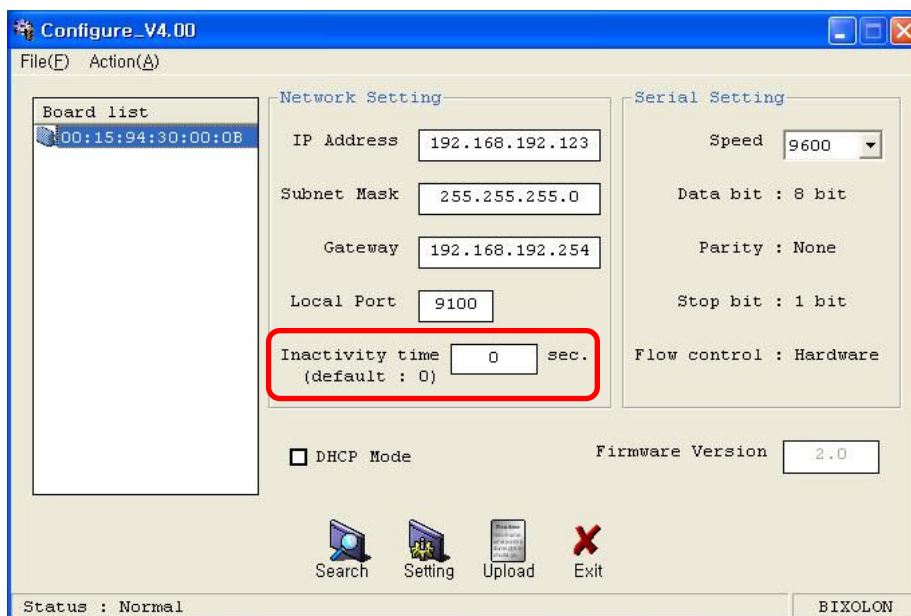 Configure_V4.00
File(F) Action(A)
Board list
00:15:94:30:00:0B
Network Setting
IP Address 192.168.192.123
Subnet Mask 255.255.255.0
Gateway 192.168.192.254
Local Port 9100
Inactivity time 0 sec.
(default : 0)
Serial Setting
Speed 9600
Data bit : 8 bit
Parity : None
Stop bit : 1 bit
Flow control : Hardware
DHCP Mode
Firmware Version 2.0
Search Setting Upload Exit
Status : Normal BIXOLON